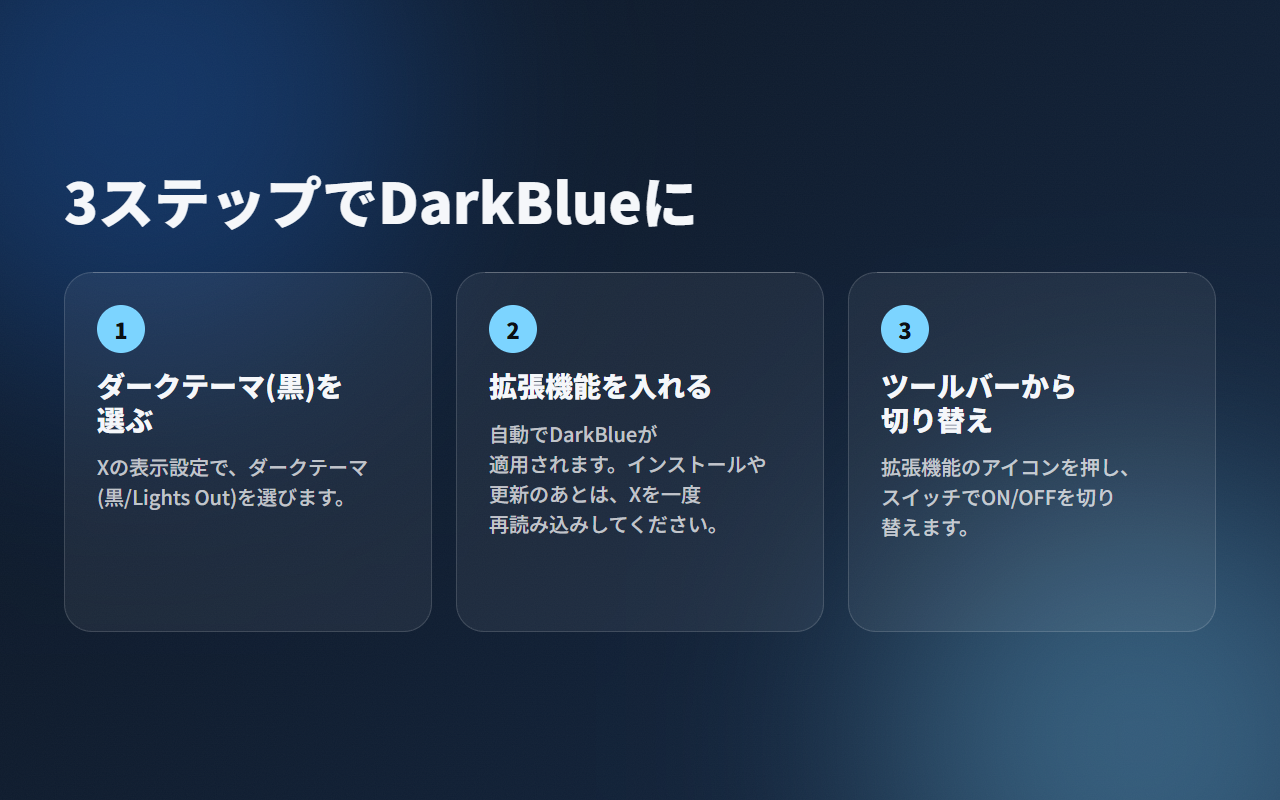 3ステップでDarkBlueに
1
ダークテーマ(黒)を
選ぶ
Xの表示設定で、ダークテーマ
(黒/Lights Out)を選びます。
2
拡張機能を入れる
自動でDarkBlueが
適用されます。インストールや
更新のあとは、Xを一度
再読み込みしてください。
3
ツールバーから
切り替え
拡張機能のアイコンを押し、
スイッチでON/OFFを切り
替えます。